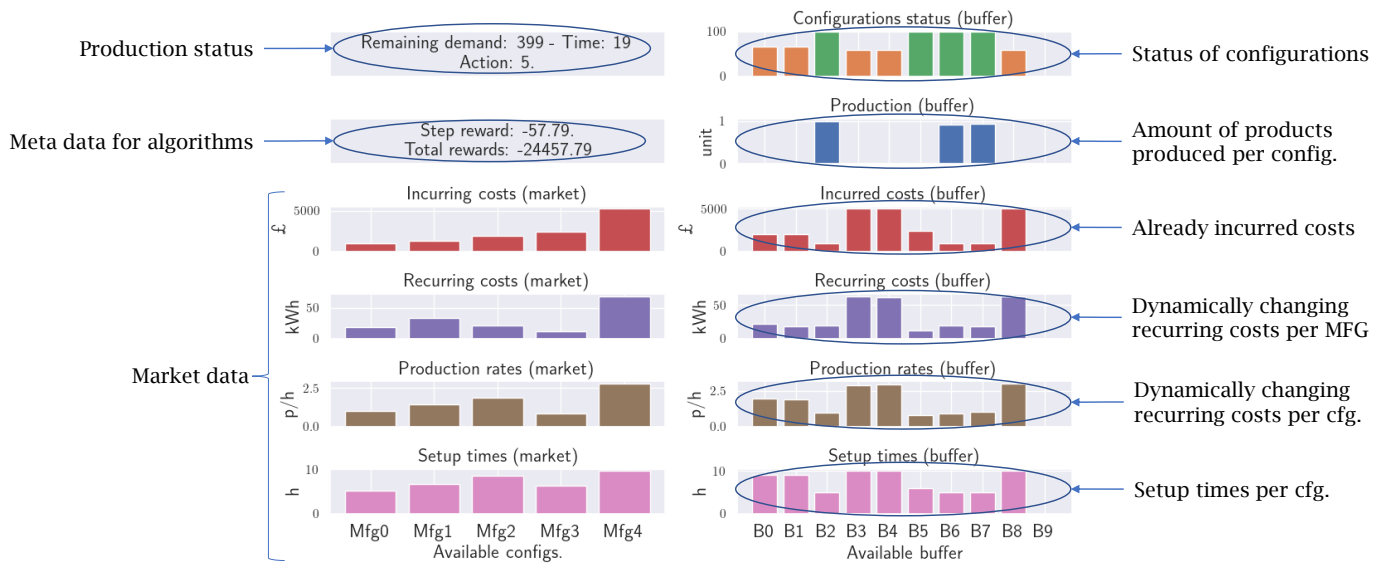 Production status
Remaining demand: 399 - Time: 19
Action: 5.
Configurations status (buffer)
100
0
Status of configurations
Meta data for algorithms
Step reward: -57.79.
Total rewards: -24457.79
Production (buffer)
unit
1
0
Amount of products
produced per config.
Market data
Incurring costs (market)
£
5000
0
Incurred costs (buffer)
£
5000
0
Already incurred costs
Recurring costs (market)
kWh
50
0
Recurring costs (buffer)
kWh
50
0
Dynamically changing
recurring costs per MFG
Production rates (market)
p/h
2.5
0.0
Production rates (buffer)
p/h
2.5
0.0
Dynamically changing
recurring costs per cfg.
Setup times (market)
h
10
0
Mfg0 Mfg1 Mfg2 Mfg3 Mfg4
Available configs.
Setup times (buffer)
h
10
0
B0 B1 B2 B3 B4 B5 B6 B7 B8 B9
Available buffer
Setup times per cfg.